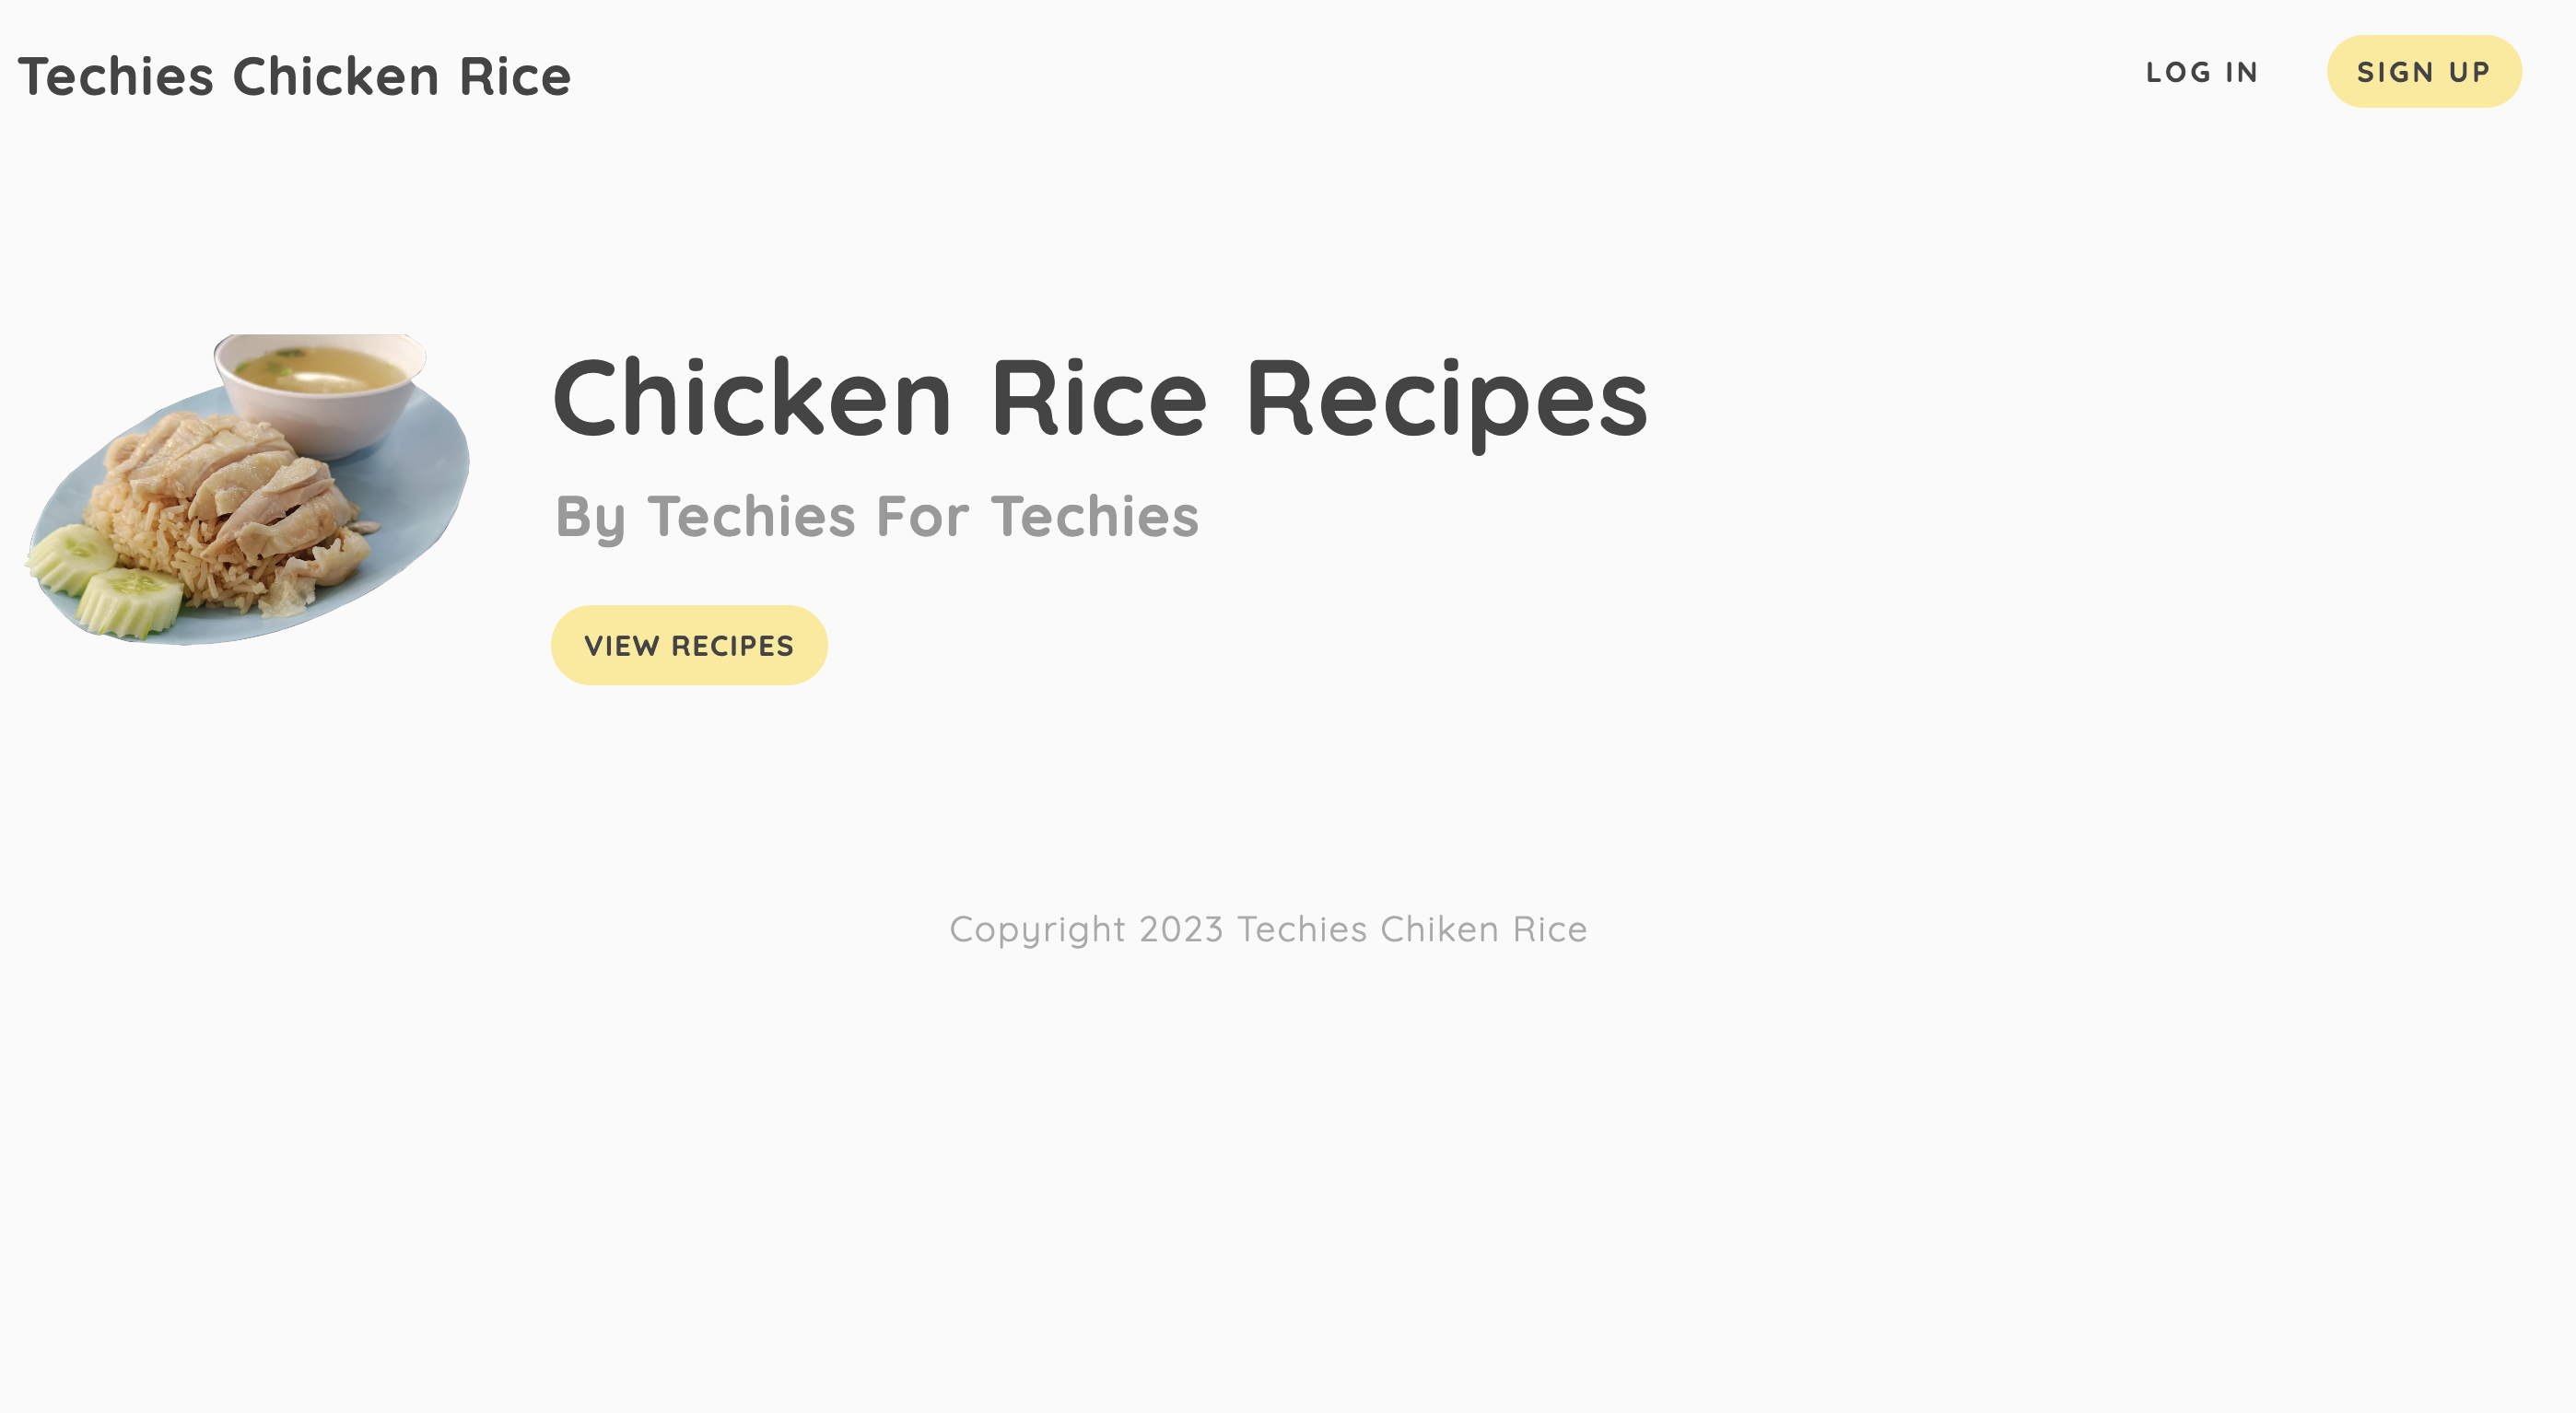 Techies Chicken Rice
LOG IN
SIGN UP
Chicken Rice Recipes
By Techies For Techies
VIEW RECIPES
Copyright 2023 Techies Chiken Rice